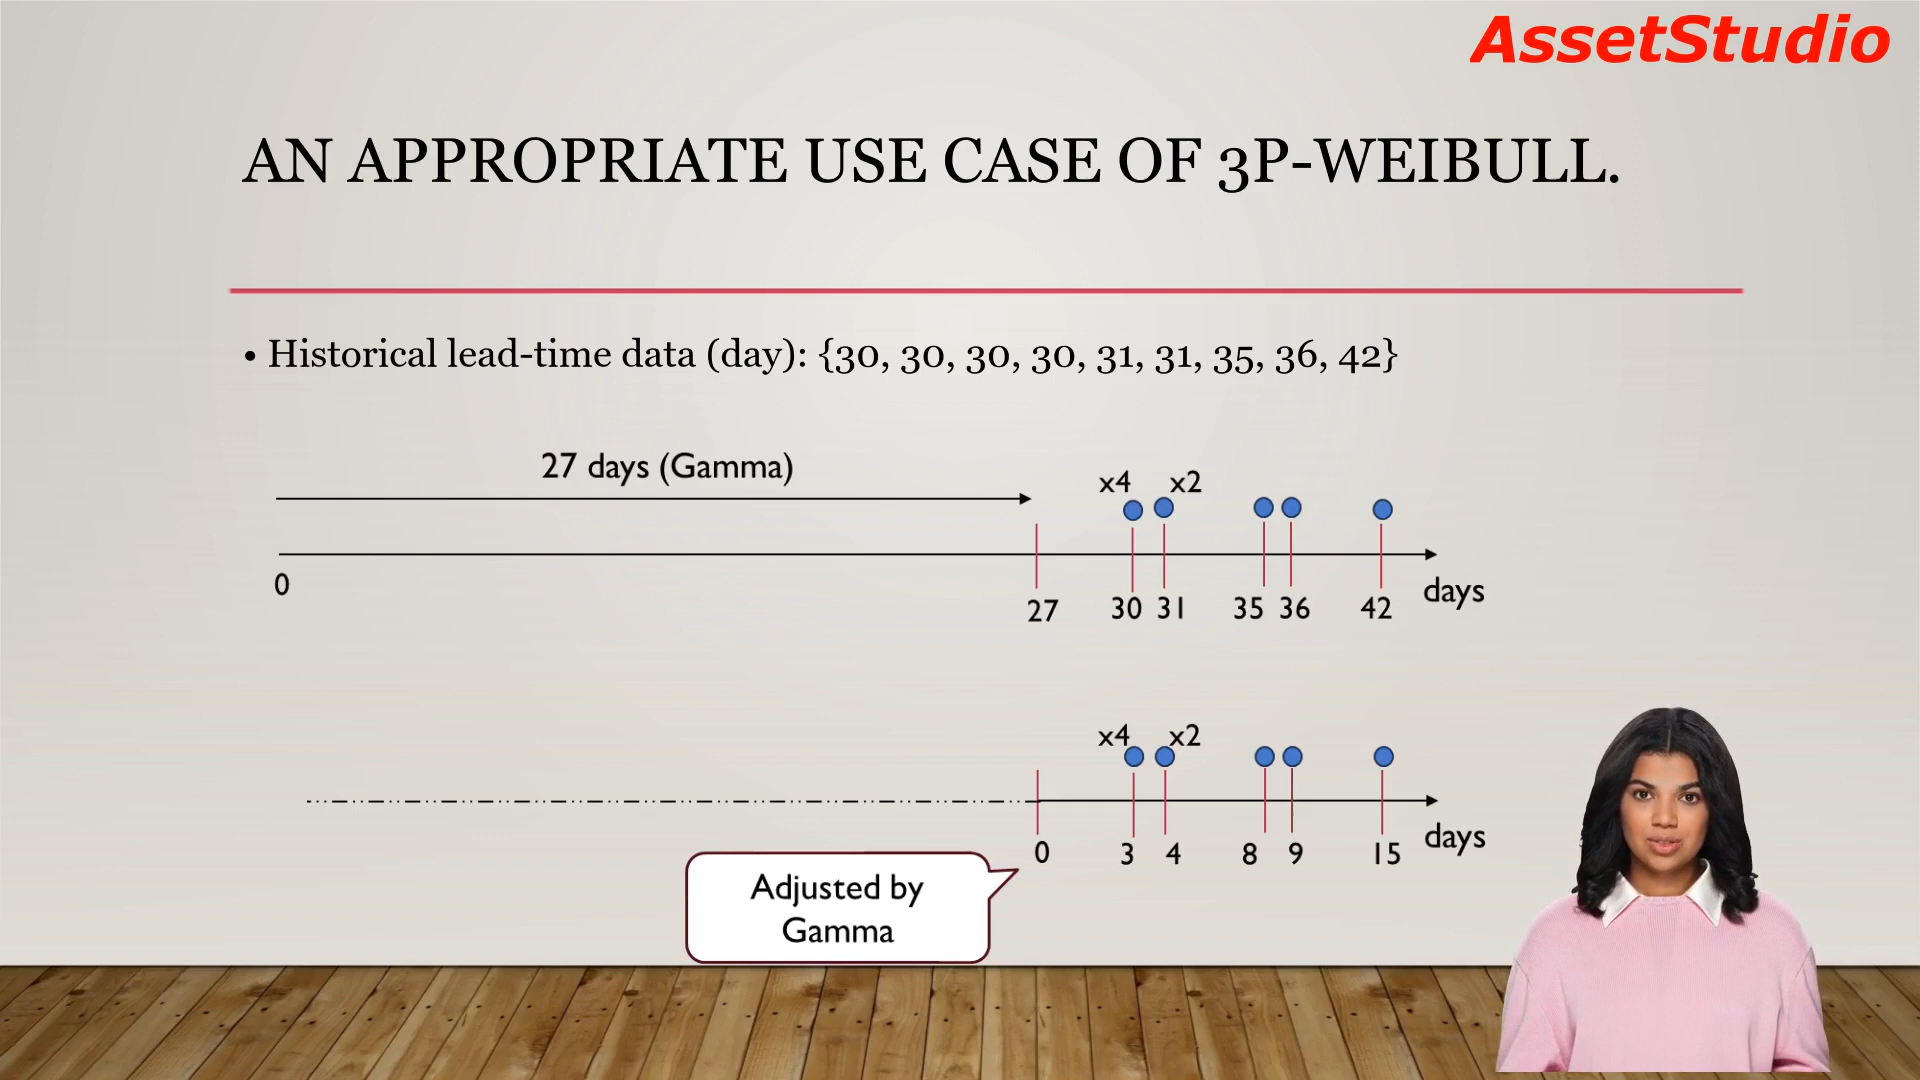 AssetStudio
AN APPROPRIATE USE CASE OF 3P-WEIBULL.
• Historical lead-time data (day): {30, 30, 30, 30, 31, 31, 35, 36, 42}
27 days (Gamma)
x4 x2
0 27 30 31 35 36 42 days
x4 x2
0 3 4 8 9 15 days
Adjusted by
Gamma